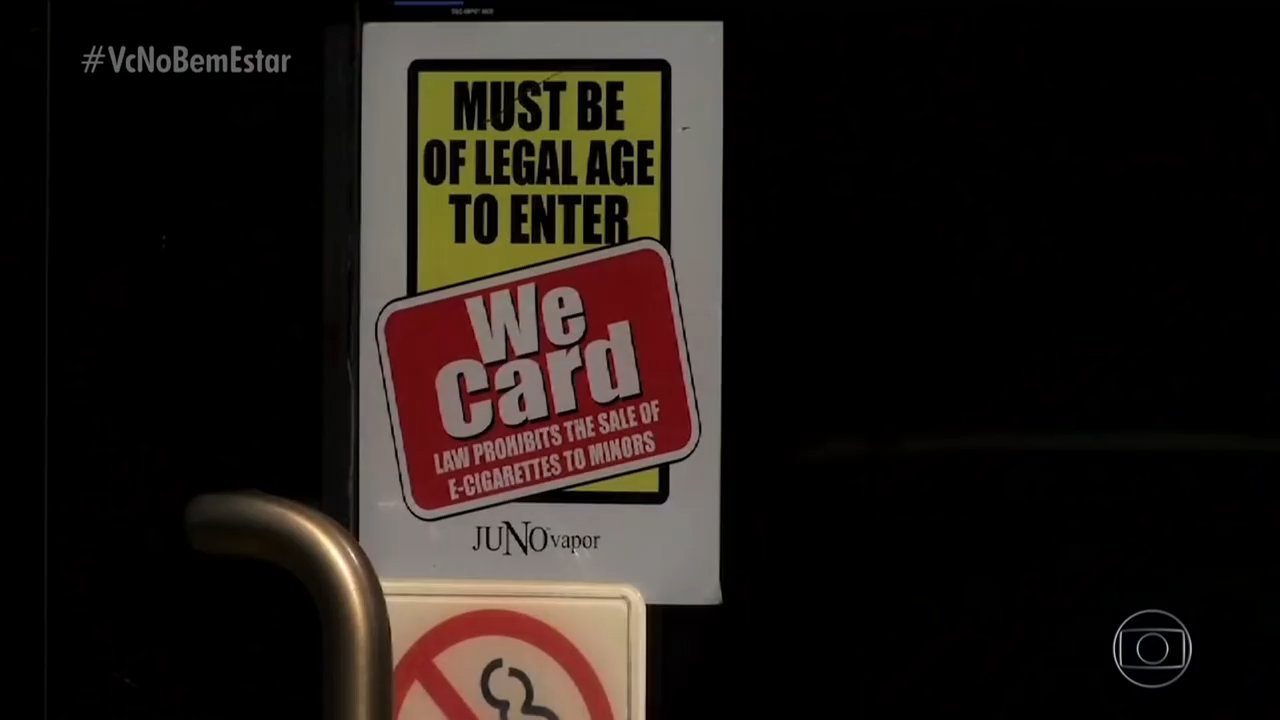 #VcNoBemEstar
MUST BE
OF LEGAL AGE
TO ENTER
We
Card
LAW PROHIBITS THE SALE OF
E-CIGARETTES TO MINORS
JUNO vapor